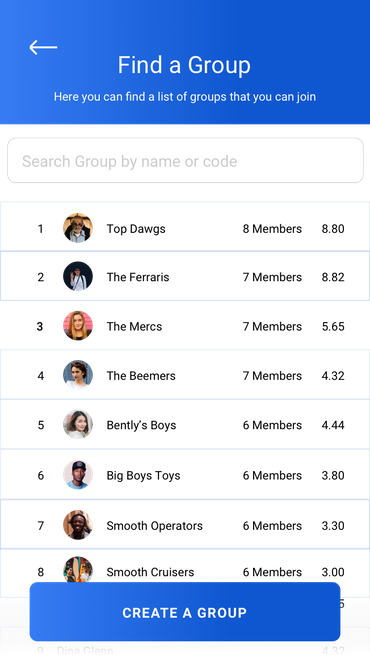 Find a Group
Here you can find a list of groups that you can join
Search Group by name or code
1 Top Dawgs 8 Members 8.80
2 The Ferraris 7 Members 8.82
3 The Mercs 7 Members 5.65
4 The Beemers 7 Members 4.32
5 Bently's Boys 6 Members 4.44
6 Big Boys Toys 6 Members 3.80
7 Smooth Operators 6 Members 3.30
8 Smooth Cruisers 6 Members 3.00
5
CREATE A GROUP
9 Dina Glenn 4.32